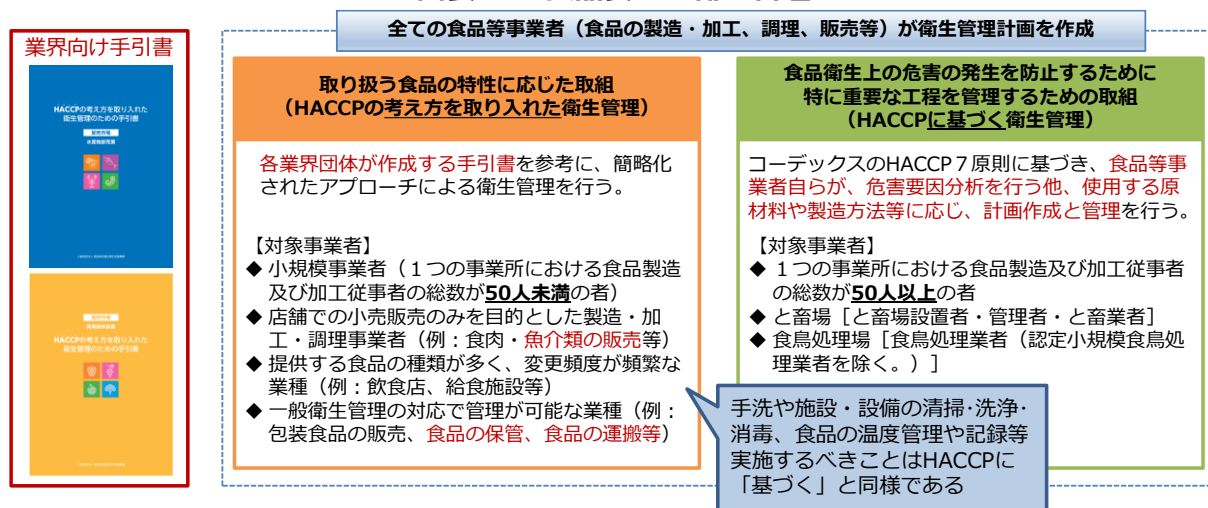 全ての食品等事業者（食品の製造・加工、調理、販売等）が衛生管理計画を作成
業界向け手引書
HACCPの考え方を取り入れた
衛生管理のための手引書
HACCPの考え方を取り入れた
衛生管理のための手引書
取り扱う食品の特性に応じた取組
（HACCPの考え方を取り入れた衛生管理）
各業界団体が作成する手引書を参考に、簡略化
されたアプローチによる衛生管理を行う。
【対象事業者】
◆ 小規模事業者（１つの事業所における食品製造
及び加工従事者の総数が50人未満の者）
◆ 店舗での小売販売のみを目的とした製造・加
工・調理事業者（例：食肉・魚介類の販売等）
◆ 提供する食品の種類が多く、変更頻度が頻繁な
業種（例：飲食店、給食施設等）
◆ 一般衛生管理の対応で管理が可能な業種（例：
包装食品の販売、食品の保管、食品の運搬等）
食品衛生上の危害の発生を防止するために
特に重要な工程を管理するための取組
（HACCPに基づく衛生管理）
コーデックスのHACCP７原則に基づき、食品等事
業者自らが、危害要因分析を行う他、使用する原
材料や製造方法等に応じ、計画作成と管理を行う。
【対象事業者】
◆ １つの事業所における食品製造及び加工従事者
の総数が50人以上の者
◆ と畜場［と畜場設置者・管理者・と畜業者］
◆ 食鳥処理場［食鳥処理業者（認定小規模食鳥処
理業者を除く。）］
手洗や施設・設備の清掃･洗浄･
消毒、食品の温度管理や記録等
実施するべきことはHACCPに
「基づく」と同様である